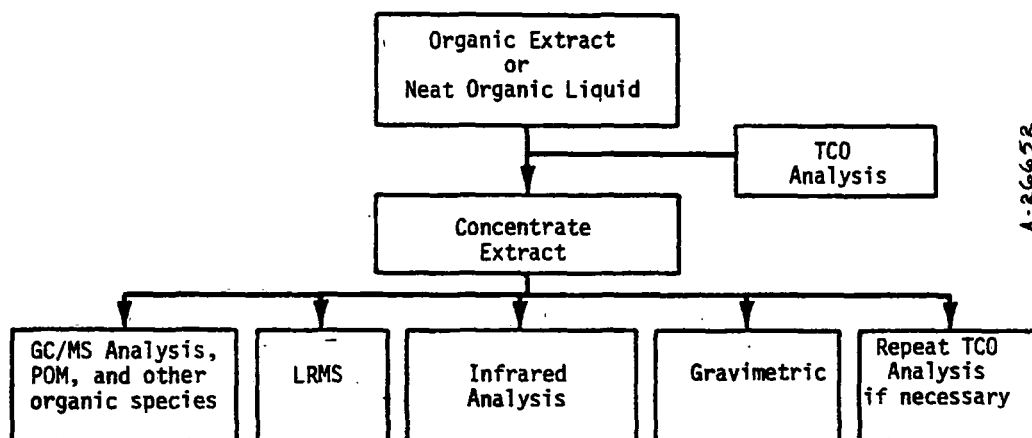 Organic Extract
or
Neat Organic Liquid
TCO
Analysis
A-26652
Concentrate
Extract
GC/MS Analysis,
POM, and other
organic species
LRMS
Infrared
Analysis
Gravimetric
Repeat TCO
Analysis
if necessary